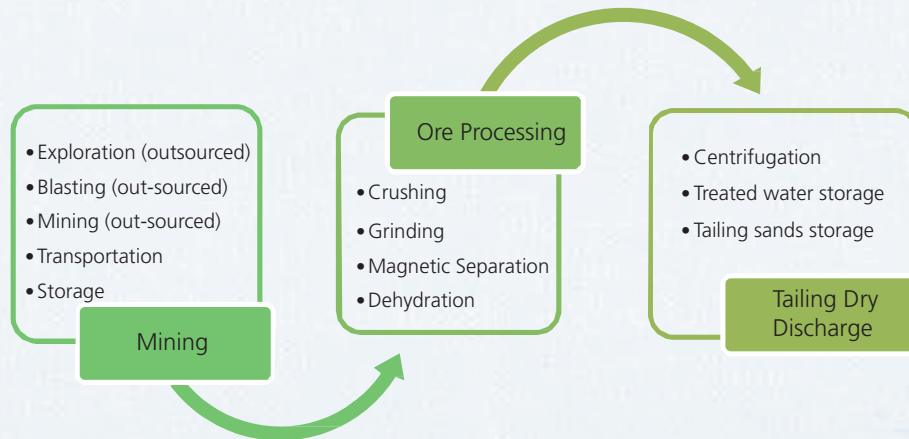 • Exploration (outsourced)
• Blasting (out-sourced)
• Mining (out-sourced)
• Transportation
• Storage
Mining
Ore Processing
• Crushing
• Grinding
• Magnetic Separation
• Dehydration
• Centrifugation
• Treated water storage
• Tailing sands storage
Tailing Dry
Discharge